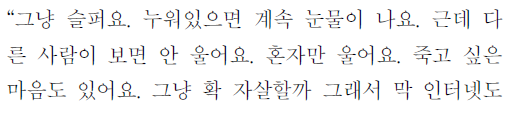 “그냥 슬퍼요. 누워있으면 계속 눈물이 나요. 근데 다
른 사람이 보면 안 울어요. 혼자만 울어요. 죽고 싶은
마음도 있어요. 그냥 확 자살할까 그래서 막 인터넷도